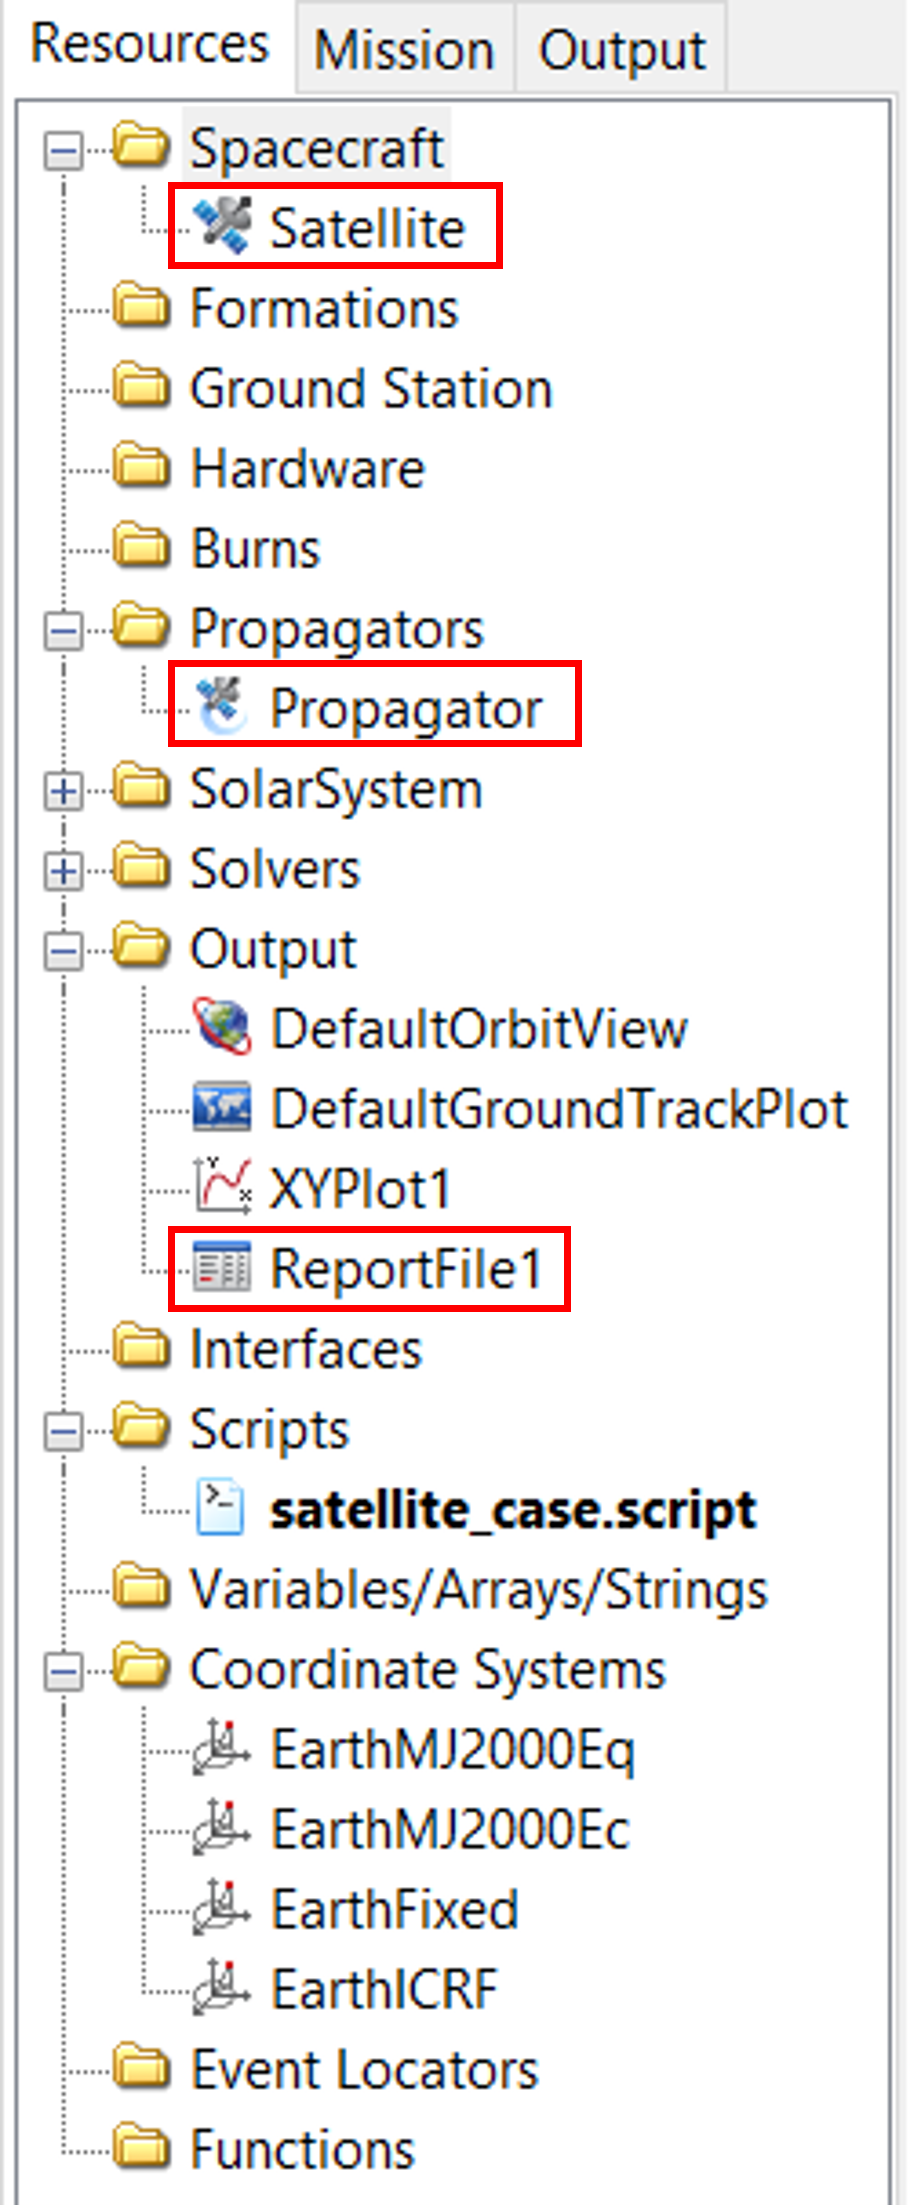 Resources Mission Output
Spacecraft
Satellite
Formations
Ground Station
Hardware
Burns
Propagators
Propagator
SolarSystem
Solvers
Output
DefaultOrbitView
DefaultGroundTrackPlot
XYPlot1
ReportFile1
Interfaces
Scripts
satellite_case.script
Variables/Arrays/Strings
Coordinate Systems
EarthMJ2000Eq
EarthMJ2000Ec
EarthFixed
EarthICRF
Event Locators
Functions